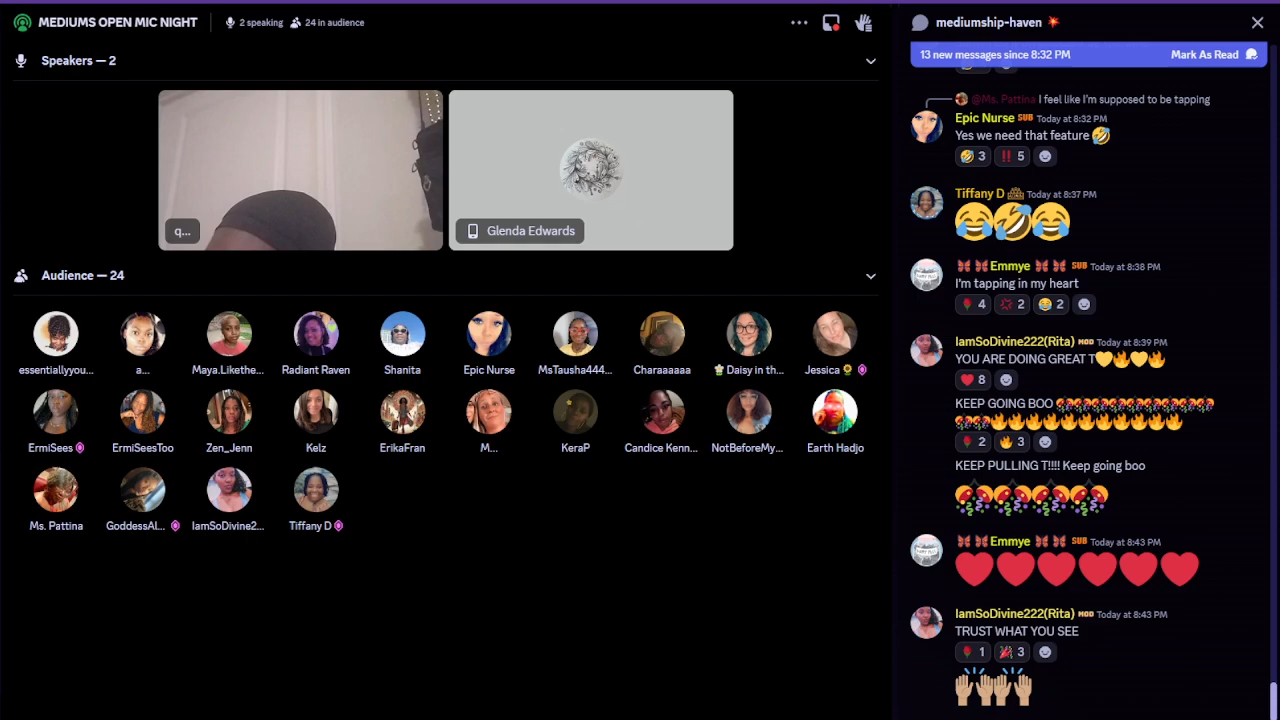 MEDIUMS OPEN MIC NIGHT
2 speaking
24 in audience
Speakers — 2
q...
Glenda Edwards
Audience — 24
essentiallyyou...
a...
Maya.Likethe...
Radiant Raven
Shanita
Epic Nurse
MsTausha444...
Charaaaaaa
🌼 Daisy in th...
Jessica 🌻
ErmiSees
ErmiSeesToo
Zen_Jenn
Kelz
ErikaFran
M...
KeraP
Candice Kenn...
NotBeforeMy...
Earth Hadjo
Ms. Pattina
GoddessAl...
IamSoDivine2...
Tiffany D
mediumship-haven 💥
13 new messages since 8:32 PM Mark As Read
@Ms. Pattina I feel like I'm supposed to be tapping
Epic Nurse SUB Today at 8:32 PM
Yes we need that feature 🤣
🤣 3 ‼️ 5
Tiffany D Today at 8:37 PM
😂🤣😂
🦋 🦋 Emmye 🦋 🦋 SUB Today at 8:38 PM
I'm tapping in my heart
🌹 4 💢 2 😂 2
IamSoDivine222(Rita) MOD Today at 8:39 PM
YOU ARE DOING GREAT T💛🔥💛🔥
❤️ 8
KEEP GOING BOO 🪅🪅🪅🪅🪅🪅🪅🪅🪅🪅🪅🪅
🪅🪅🔥🔥🔥🔥🔥🔥🔥🔥🔥🔥🔥
🌹 2 🔥 3
KEEP PULLING T!!!! Keep going boo
🪅🪅🪅🪅
🦋 🦋 Emmye 🦋 🦋 SUB Today at 8:43 PM
❤️❤️❤️❤️❤️❤️
IamSoDivine222(Rita) MOD Today at 8:43 PM
TRUST WHAT YOU SEE
🌹 1 🎉 3
🙌🏼🙌🏼